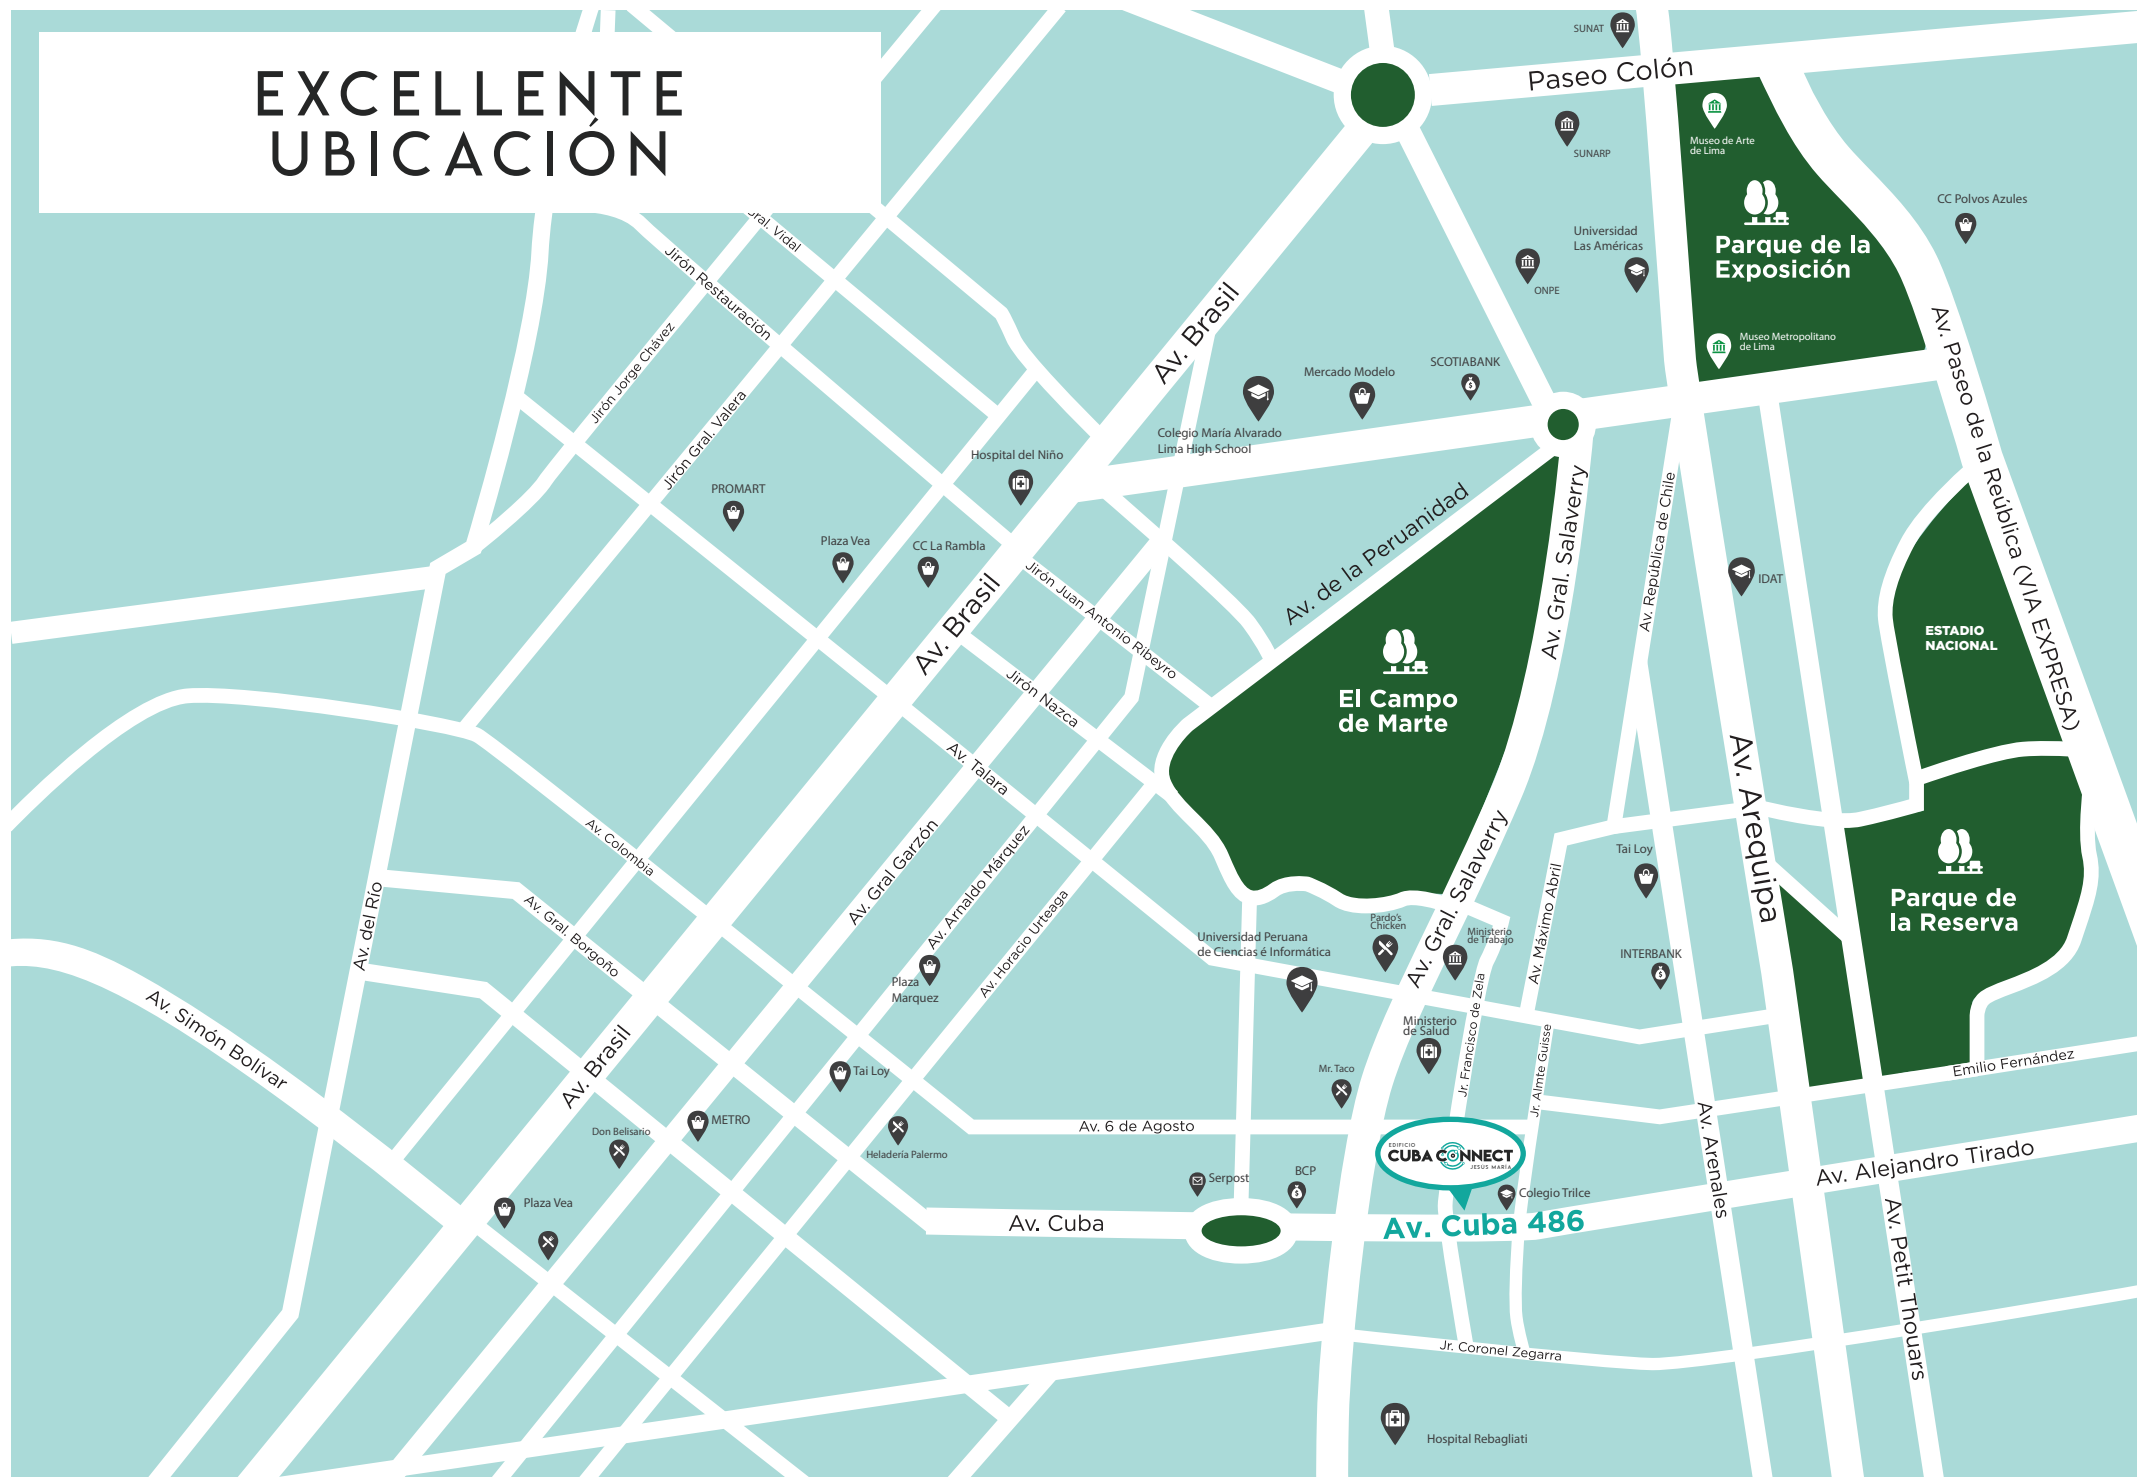 EXCELLENTE
UBICACIÓN
SUNAT
Paseo Colón
SUNARP
Museo de Arte
de Lima
CC Polvos Azules
Parque de la
Exposición
Universidad
Las Américas
ONPE
Museo Metropolitano
de Lima
Gral. Vidal
Jirón Restauración
Jirón Jorge Chávez
Jirón Gral. Valera
Av. Brasil
SCOTIABANK
Mercado Modelo
Colegio María Alvarado
Lima High School
Hospital del Niño
PROMART
Plaza Vea
CC La Rambla
Av. Paseo de la Reública (VIA EXPRESA)
Av. de la Peruanidad
Av. Gral. Salaverry
Av. República de Chile
IDAT
ESTADIO
NACIONAL
Av. Brasil
Jirón Juan Antonio Ribeyro
Jirón Nazca
El Campo
de Marte
Av. Talara
Av. Arequipa
Av. Colombia
Av. Gral Garzón
Av. Arnaldo Márquez
Av. Horacio Urteaga
Av. Gral. Salaverry
Av. Máximo Abril
Tai Loy
Parque de
la Reserva
Av. del Río
Av. Gral. Borgoño
Pardo's
Chicken
Ministerio
de Trabajo
Universidad Peruana
de Ciencias é Informática
INTERBANK
Plaza
Marquez
Av. Simón Bolívar
Av. Brasil
Ministerio
de Salud
Jr. Francisco de Zela
Jr. Almte Guisse
Mr. Taco
Emilio Fernández
Tai Loy
METRO
Don Belisario
Heladería Palermo
Av. 6 de Agosto
Av. Arenales
EDIFICIO
CUBA CONNECT
JESÚS MARÍA
Av. Alejandro Tirado
Serpost
BCP
Colegio Trilce
Plaza Vea
Av. Cuba
Av. Cuba 486
Av. Petit Thouars
Jr. Coronel Zegarra
Hospital Rebagliati